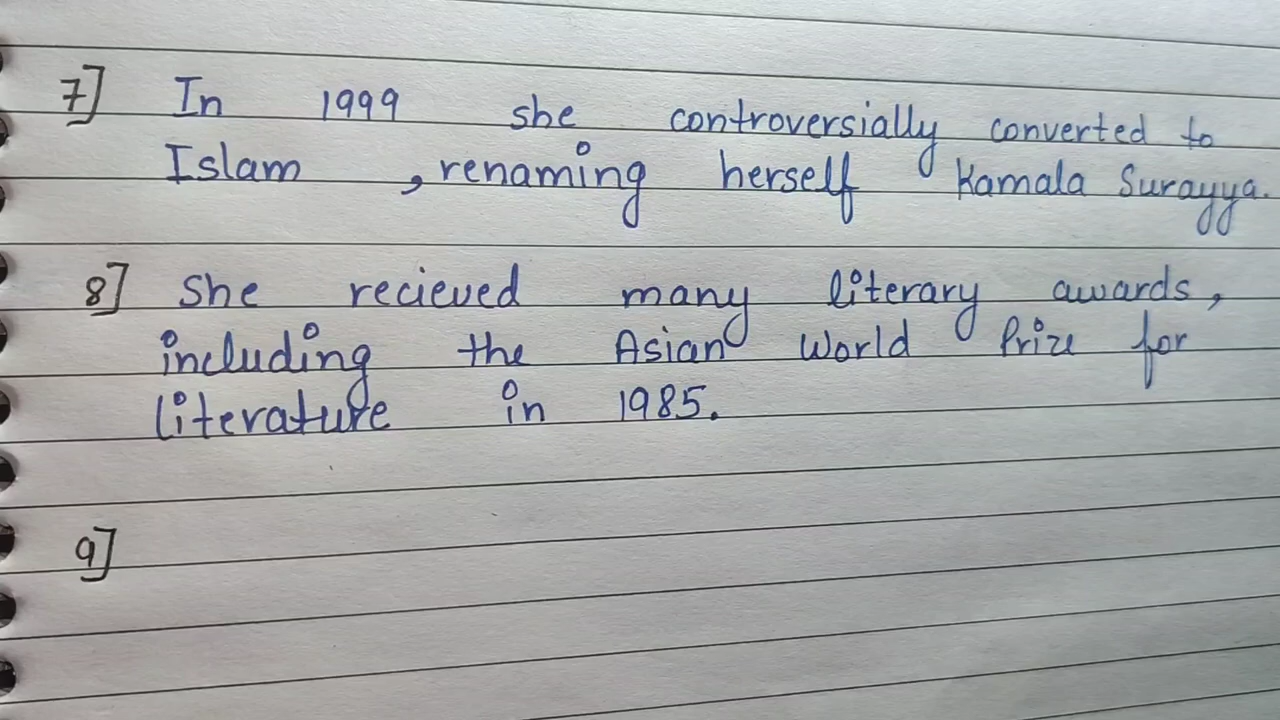 7] In 1999 she controversially converted to
Islam , renaming herself Kamala Surayya.
8] She recieved many literary awards,
including the Asian World Prize for
literature in 1985.
9]